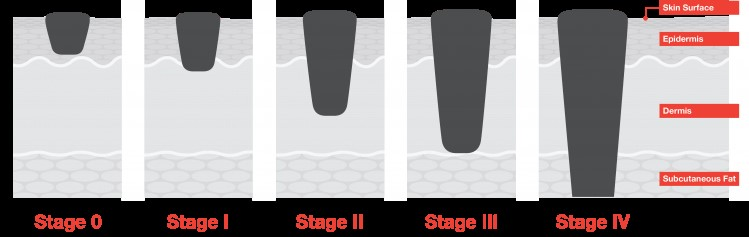 Skin Surface
Epidermis
Dermis
Subcutaneous Fat
Stage 0
Stage I
Stage II
Stage III
Stage IV